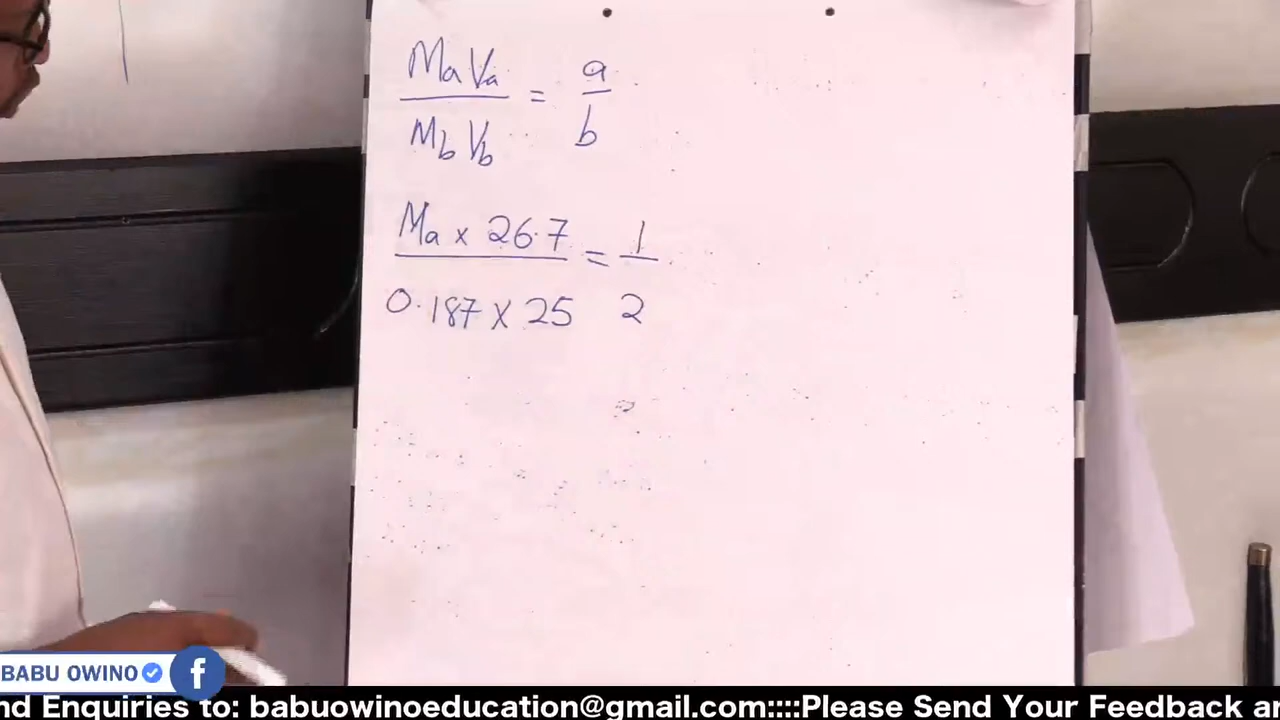 MaVa
MbVb
= a
b
Ma x 26.7
0.187 x 25
= 1
2
BABU OWINO
nd Enquiries to: babuowinoeducation@gmail.com::::Please Send Your Feedback a